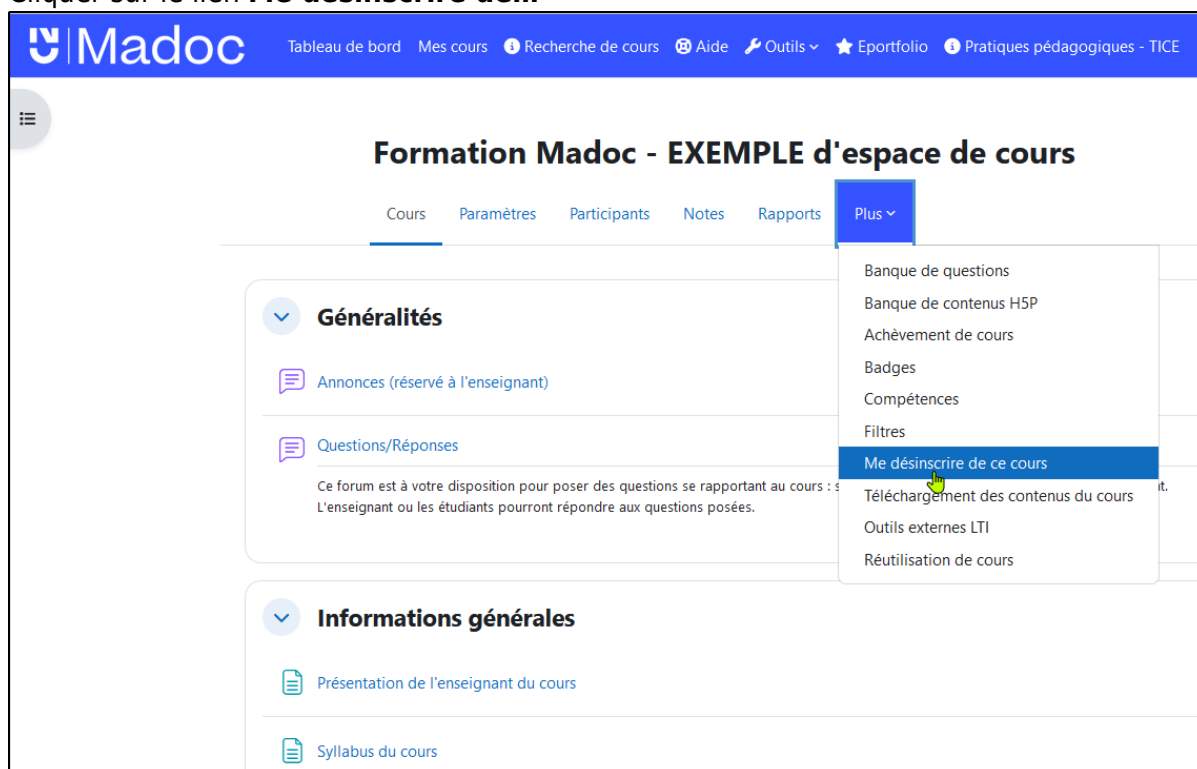 Madoc
Tableau de bord Mes cours Recherche de cours Aide Outils Eportfolio Pratiques pédagogiques - TICE
Formation Madoc - EXEMPLE d'espace de cours
Cours Paramètres Participants Notes Rapports Plus
Banque de questions
Banque de contenus H5P
Achèvement de cours
Badges
Compétences
Filtres
Me désinscrire de ce cours
Téléchargement des contenus du cours
Outils externes LTI
Réutilisation de cours
Généralités
Annonces (réservé à l'enseignant)
Questions/Réponses
Ce forum est à votre disposition pour poser des questions se rapportant au cours :
L'enseignant ou les étudiants pourront répondre aux questions posées.
Informations générales
Présentation de l'enseignant du cours
Syllabus du cours